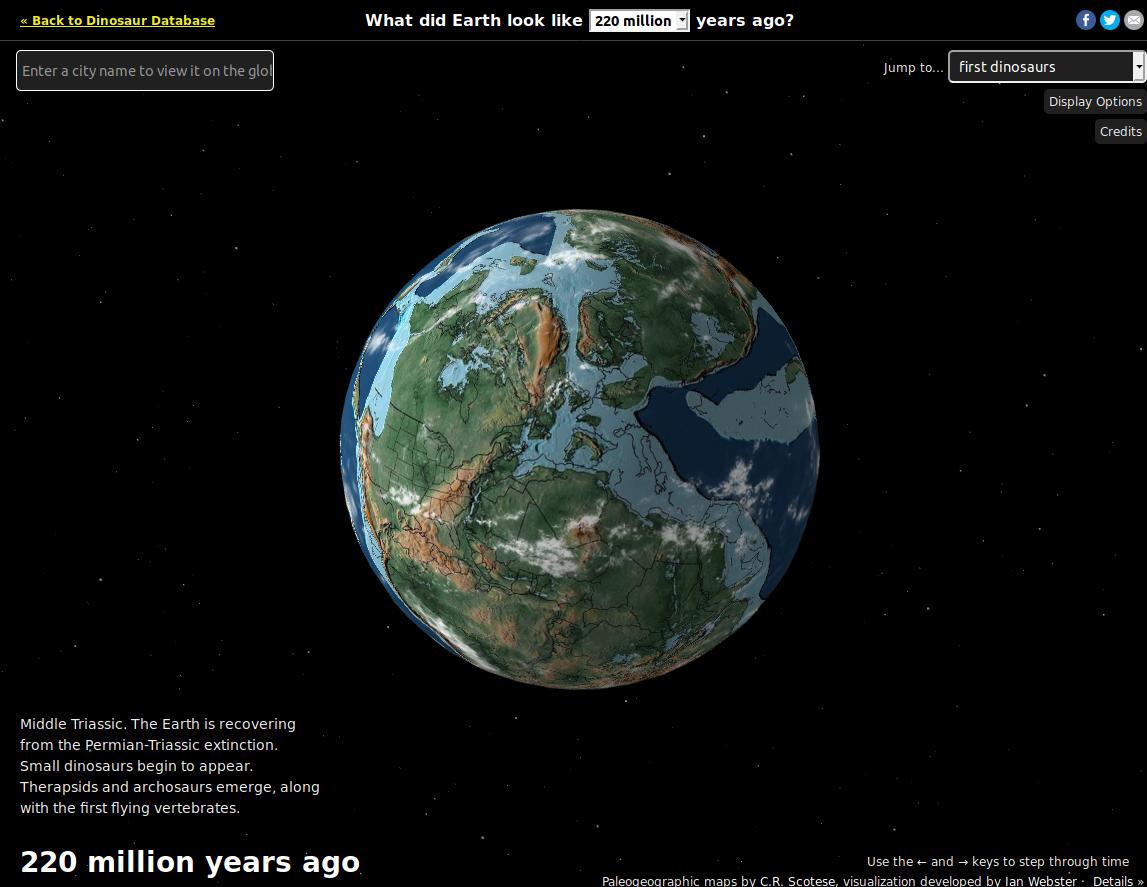 « Back to Dinosaur Database
What did Earth look like 220 million years ago?
Enter a city name to view it on the glo
Jump to... first dinosaurs
Display Options
Credits
Middle Triassic. The Earth is recovering
from the Permian-Triassic extinction.
Small dinosaurs begin to appear.
Therapsids and archosaurs emerge, along
with the first flying vertebrates.
220 million years ago
Use the ← and → keys to step through time
Paleogeographic maps by C.R. Scotese, visualization developed by Ian Webster · Details »